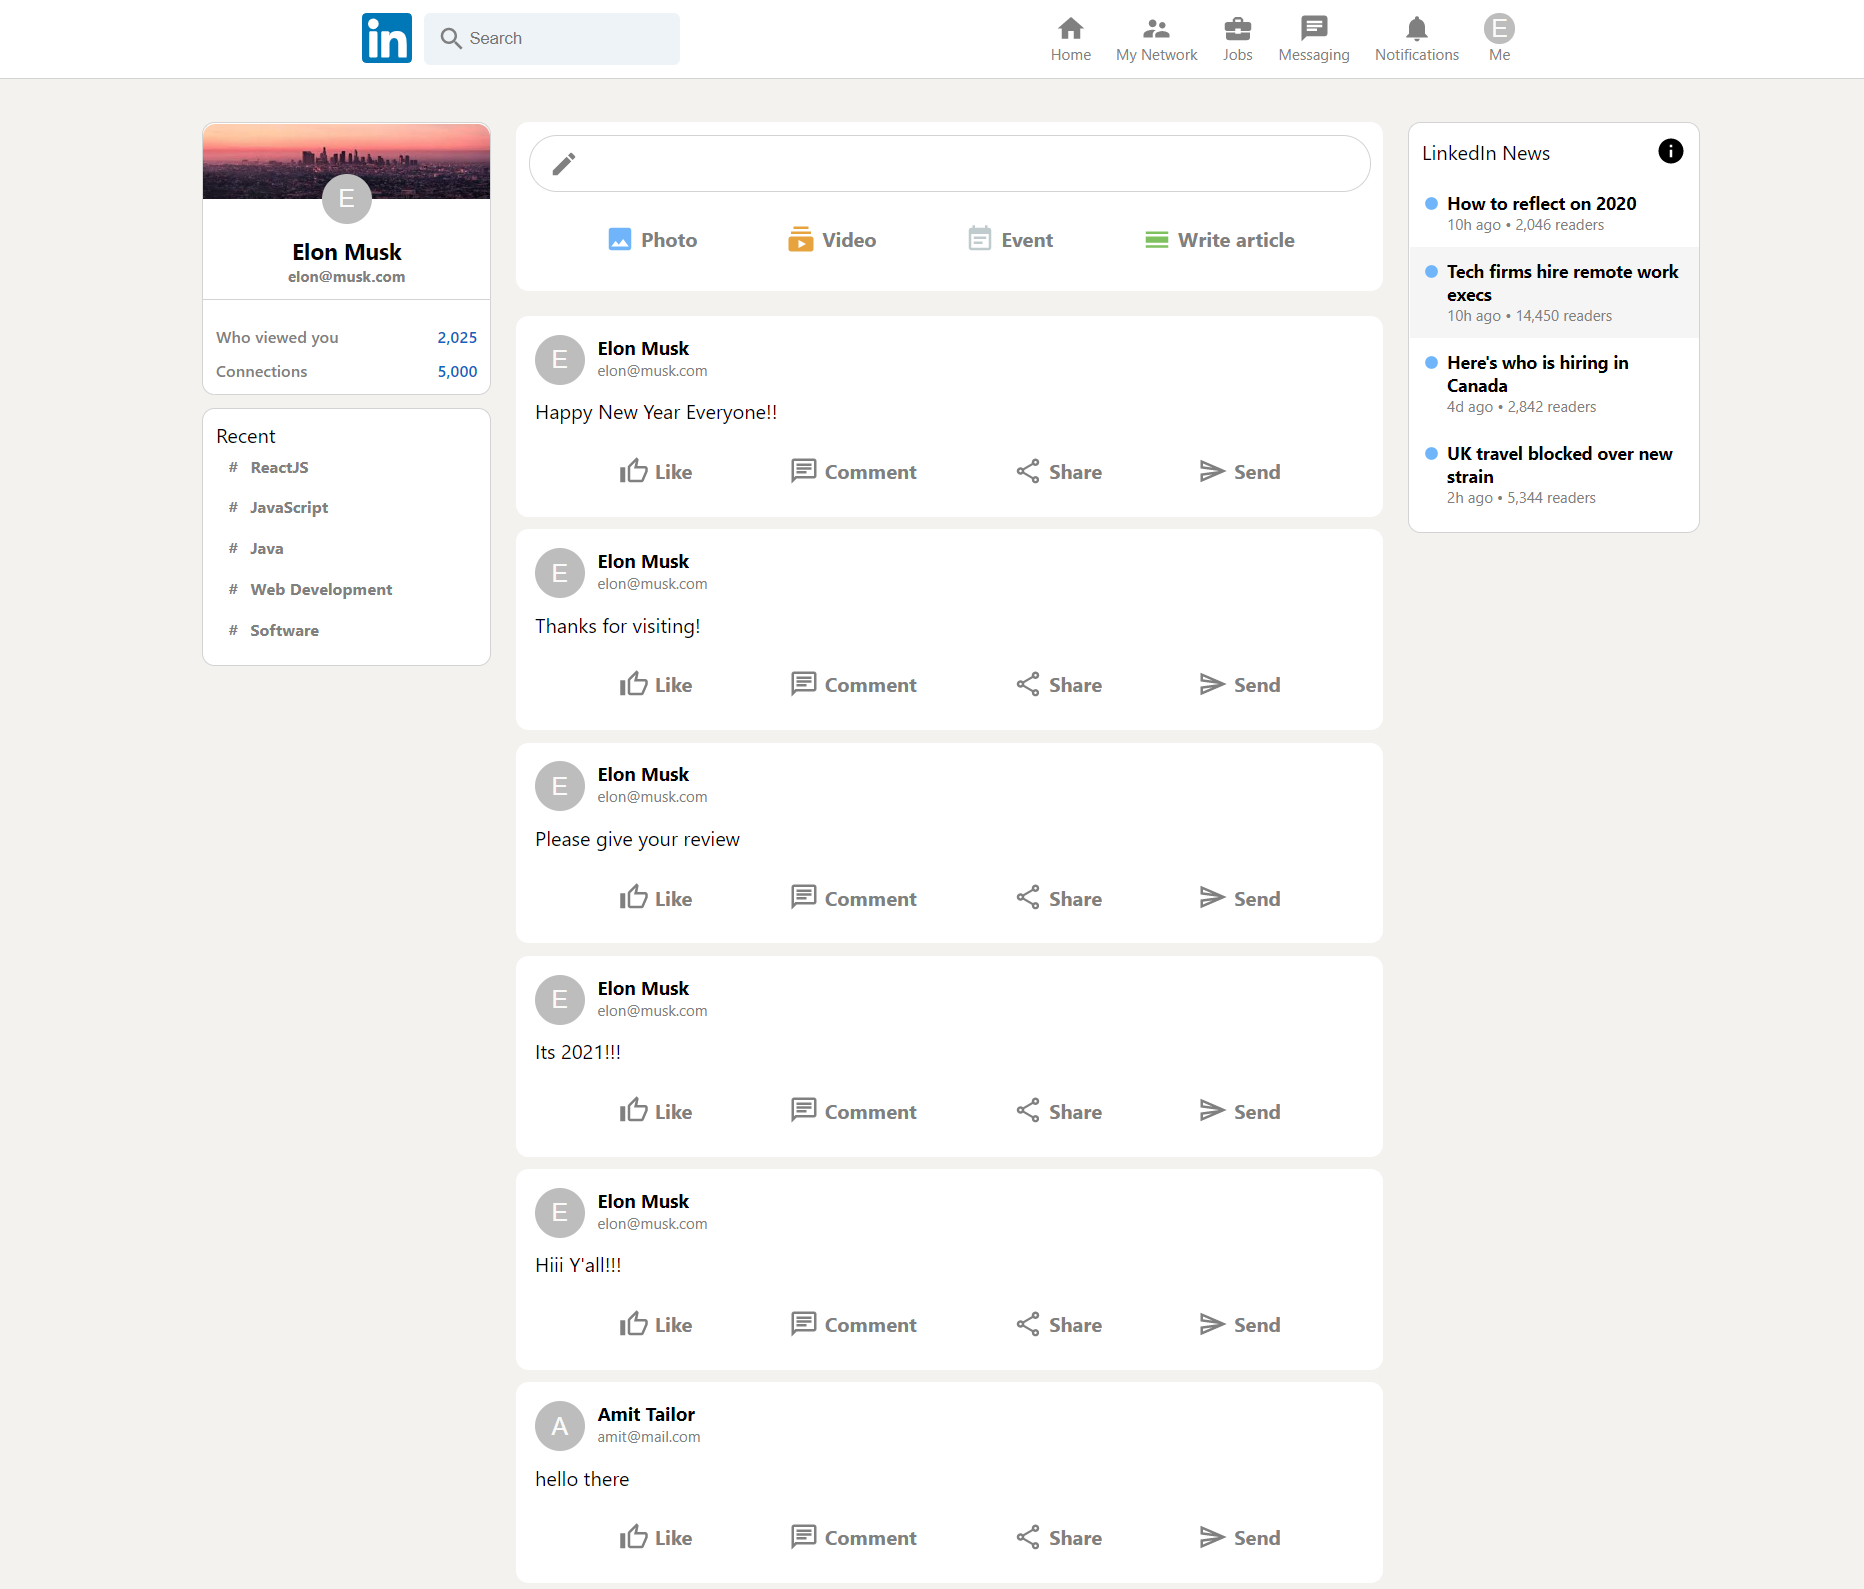 in
Search
Home
My Network
Jobs
Messaging
Notifications
E
Me
E
Elon Musk
elon@musk.com
Who viewed you 2,025
Connections 5,000
Recent
# ReactJS
# JavaScript
# Java
# Web Development
# Software
Photo
Video
Event
Write article
E
Elon Musk
elon@musk.com
Happy New Year Everyone!!
Like
Comment
Share
Send
E
Elon Musk
elon@musk.com
Thanks for visiting!
Like
Comment
Share
Send
E
Elon Musk
elon@musk.com
Please give your review
Like
Comment
Share
Send
E
Elon Musk
elon@musk.com
Its 2021!!!
Like
Comment
Share
Send
E
Elon Musk
elon@musk.com
Hiii Y'all!!!
Like
Comment
Share
Send
A
Amit Tailor
amit@mail.com
hello there
Like
Comment
Share
Send
LinkedIn News
How to reflect on 2020
10h ago • 2,046 readers
Tech firms hire remote work
execs
10h ago • 14,450 readers
Here's who is hiring in
Canada
4d ago • 2,842 readers
UK travel blocked over new
strain
2h ago • 5,344 readers